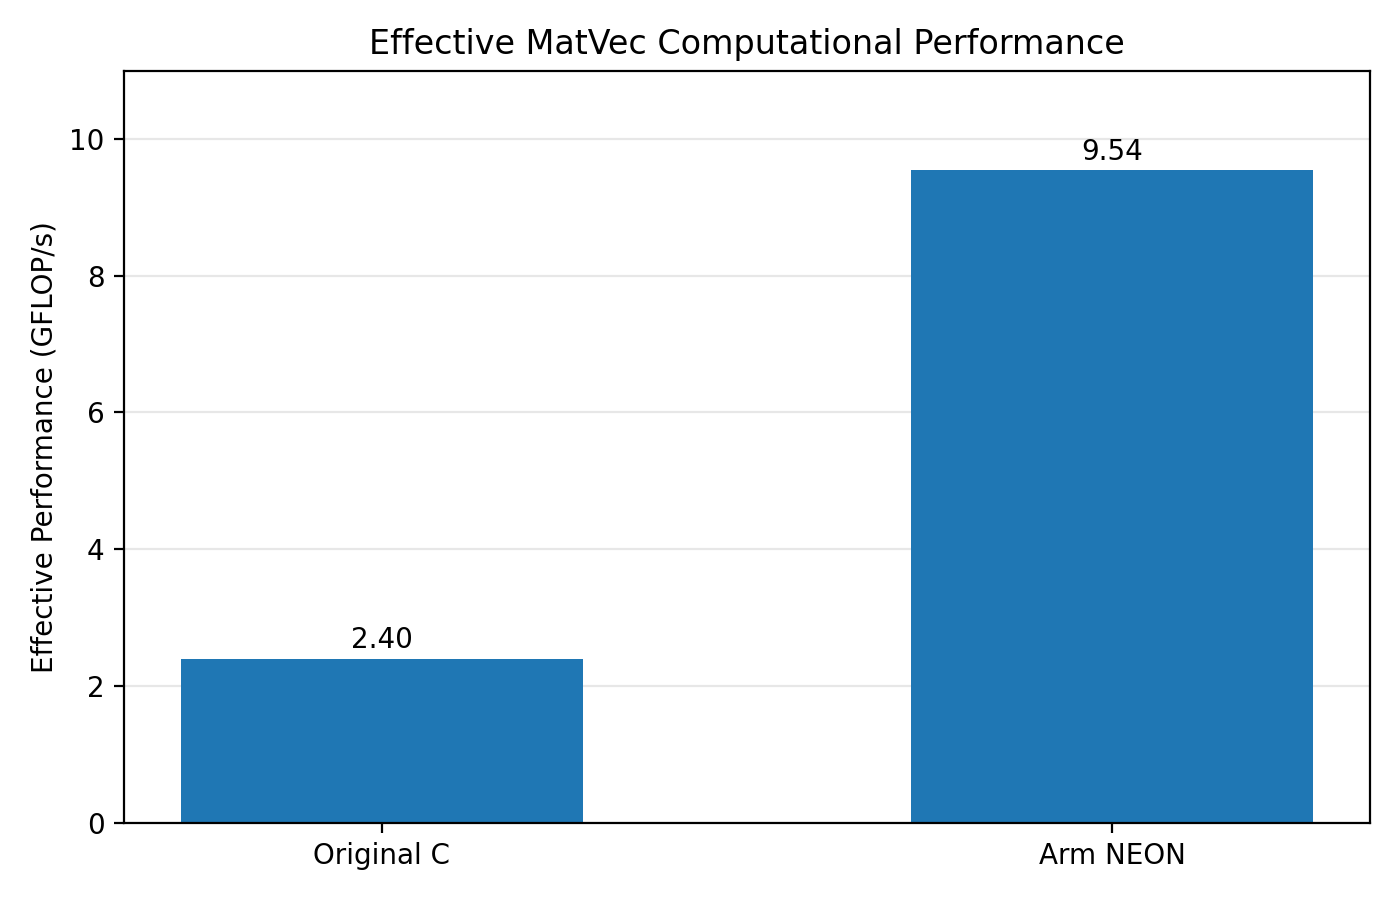 Effective MatVec Computational Performance
Effective Performance (GFLOP/s)
10
8
6
4
2
0
2.40
9.54
Original C
Arm NEON